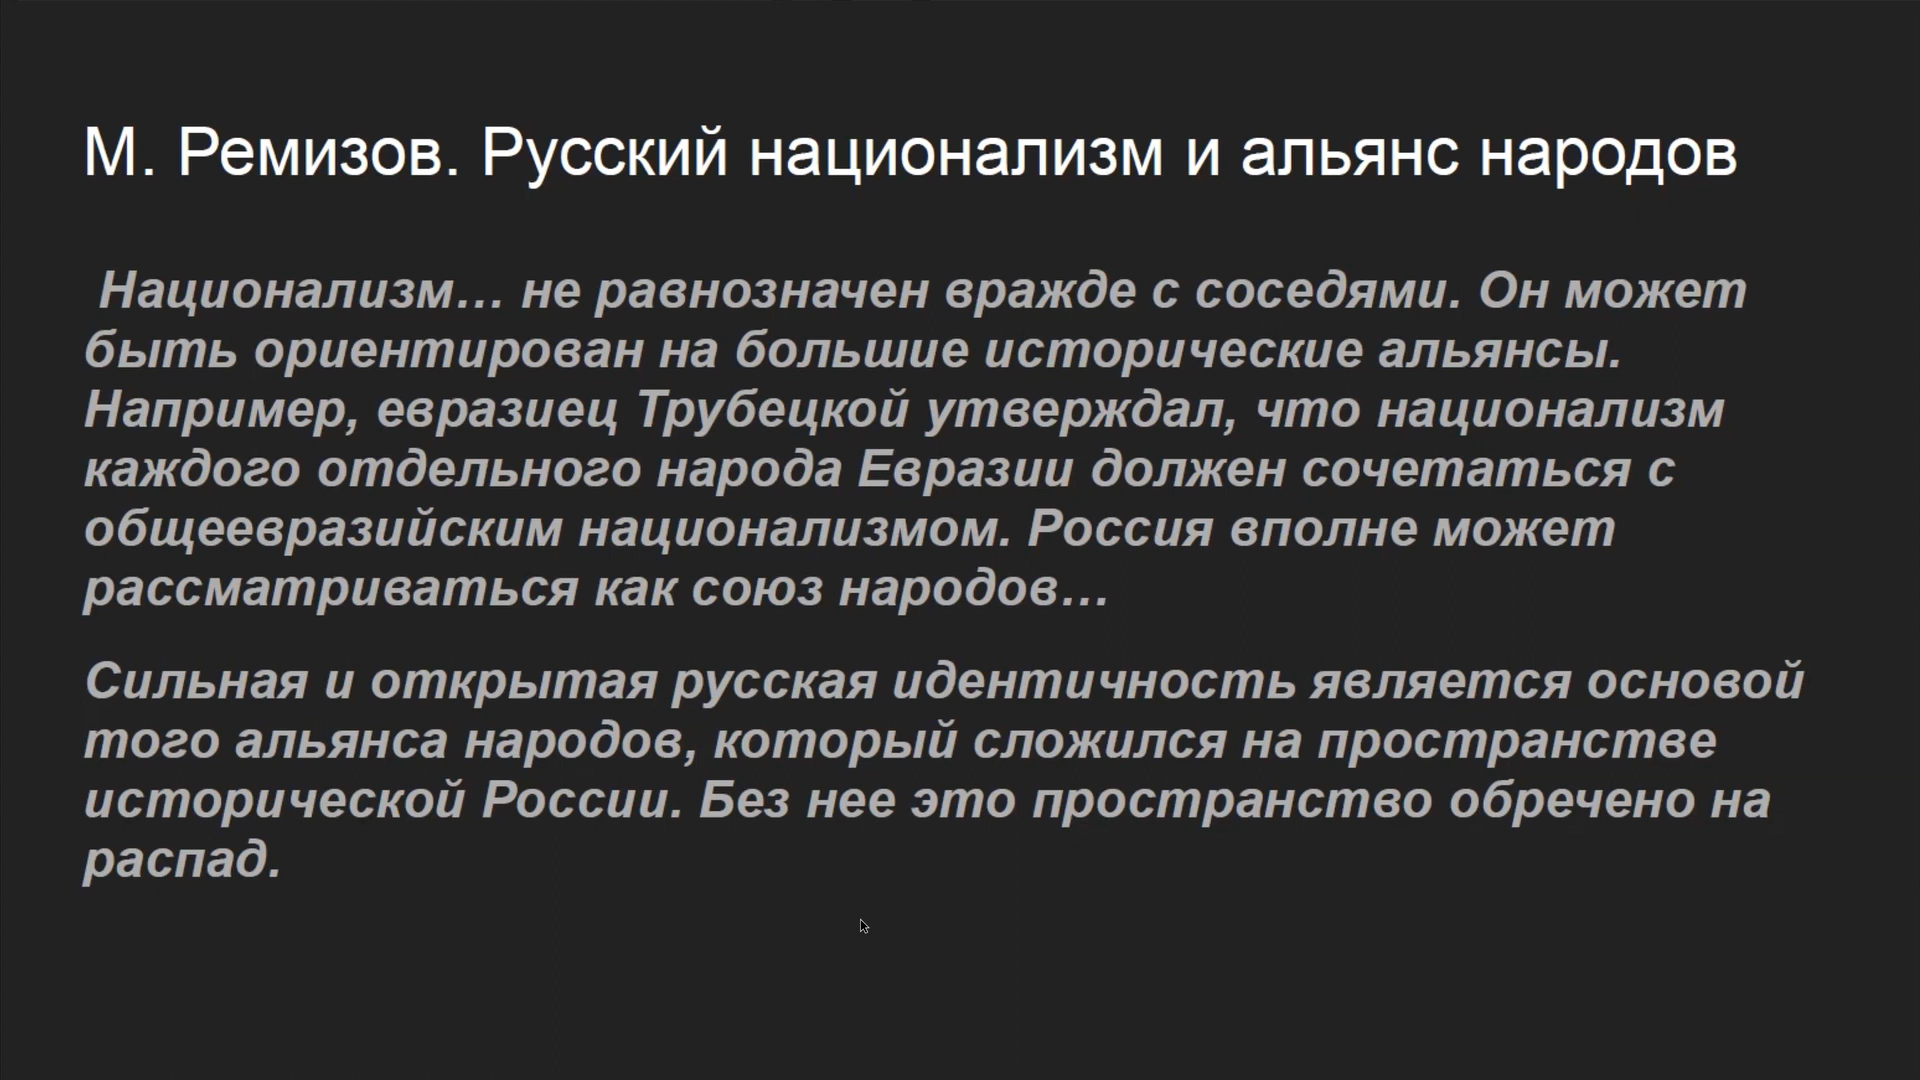 М. Ремизов. Русский национализм и альянс народов
Национализм… не равнозначен вражде с соседями. Он может
быть ориентирован на большие исторические альянсы.
Например, евразиец Трубецкой утверждал, что национализм
каждого отдельного народа Евразии должен сочетаться с
общеевразийским национализмом. Россия вполне может
рассматриваться как союз народов…
Сильная и открытая русская идентичность является основой
того альянса народов, который сложился на пространстве
исторической России. Без нее это пространство обречено на
распад.